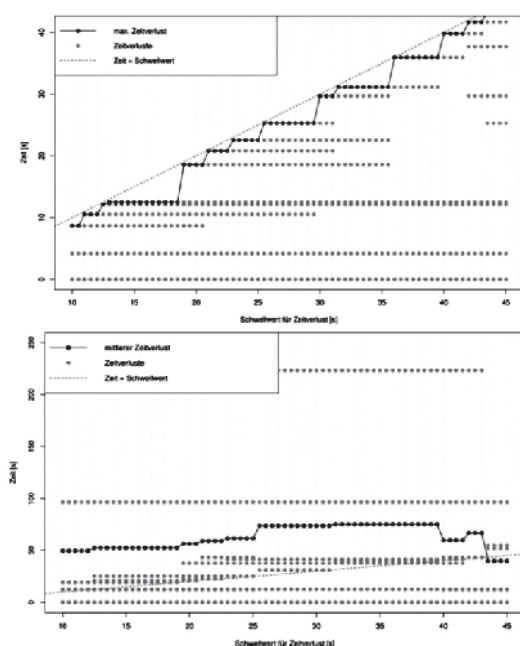 40
30
20
10
0
Zeit [s]
max. Zeitverlust
Zeitverluste
Zeit = Schwellwert
10 15 20 25 30 35 40 45
Schwellwert für Zeitverlust [s]
250
200
150
100
50
0
Zeit [s]
mittlerer Zeitverlust
Zeitverluste
Zeit = Schwellwert
10 15 20 25 30 35 40 45
Schwellwert für Zeitverlust [s]